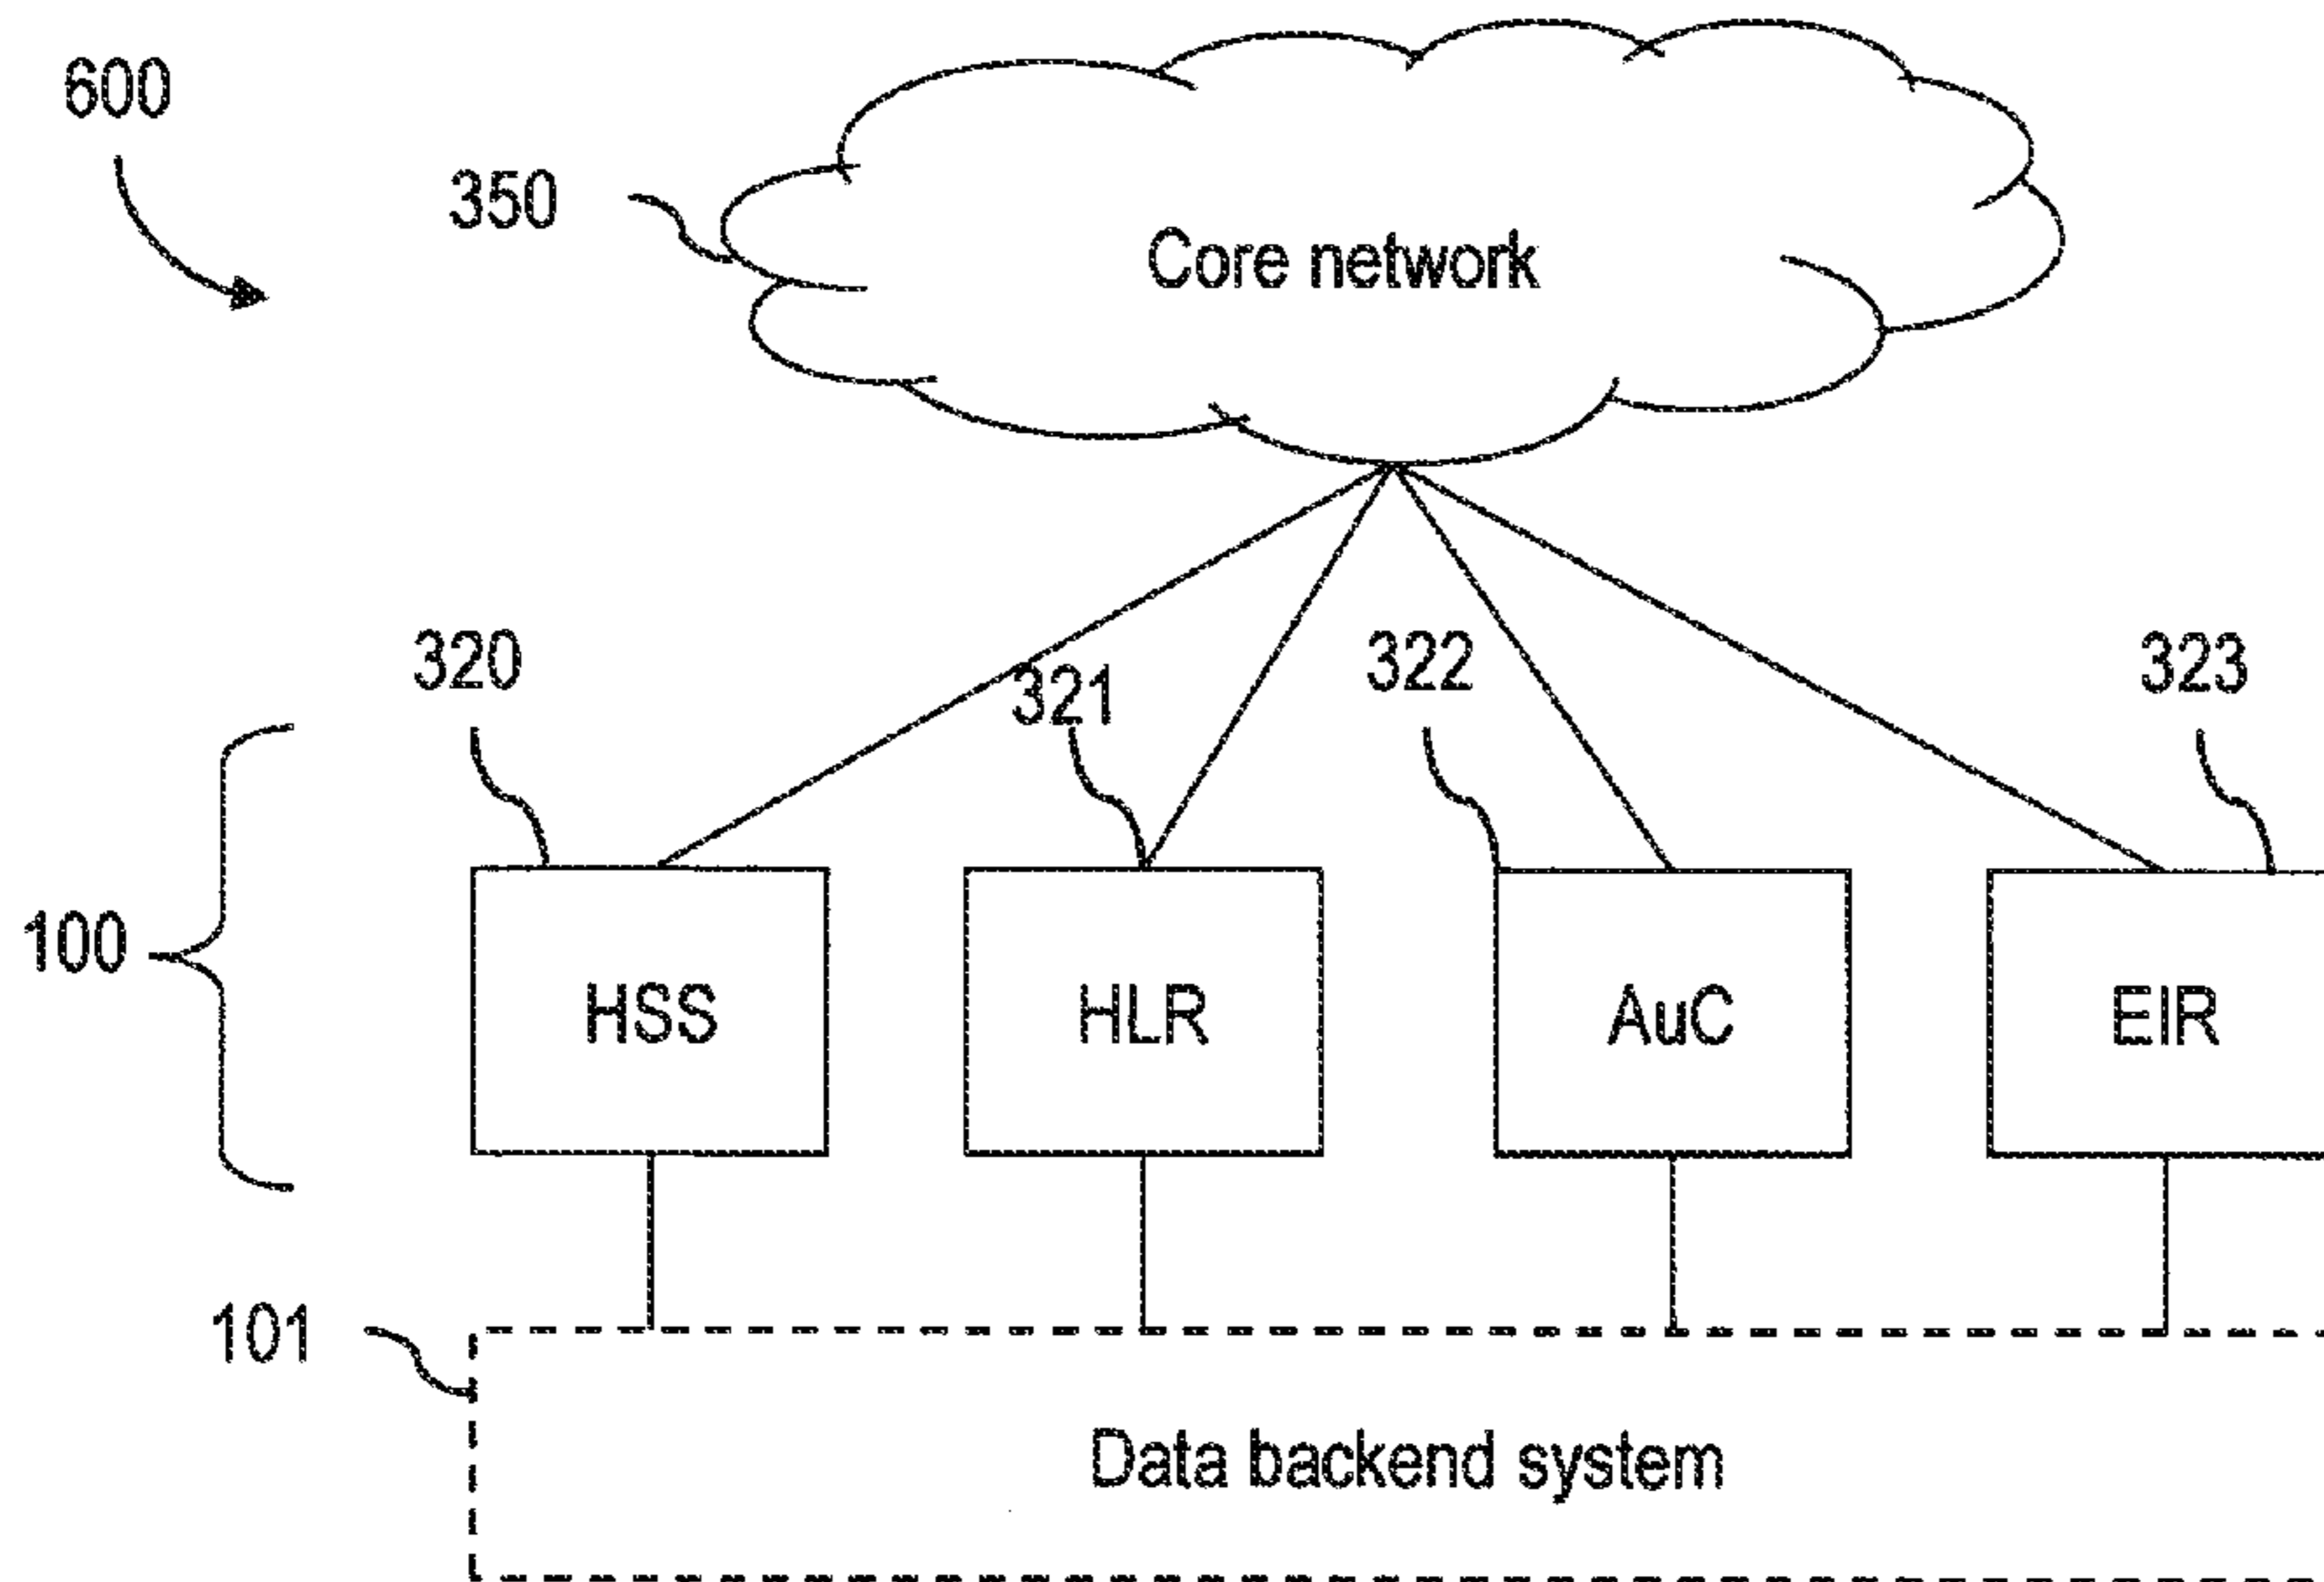 600
350
Core network
320
321
322
323
100
HSS
HLR
AuC
EIR
101
Data backend system